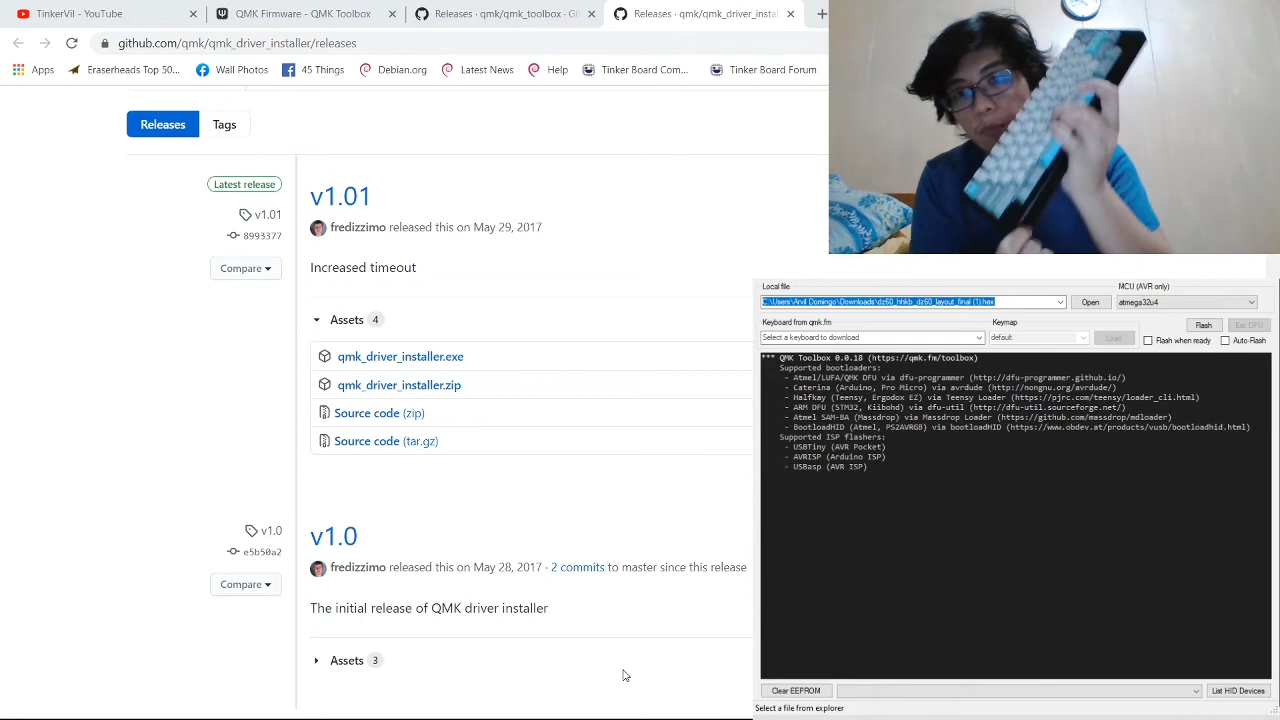 TinkerVil
QMK Firmware - QMK Toolbox
Releases · qmk/qmk_toolbox · Git
Releases · qmk/qmk_driver_instal
github.com/qmk/qmk_driver_installer/releases
Apps
Eraserheads Top 50...
Wall Photos
45 Things
Debian.org
Latest News
Help
Tinker Board Com...
Tinker Board Forum
Releases
Tags
Latest release
v1.01
8993377
Compare
v1.01
fredizzimo released this on May 29, 2017
Increased timeout
Assets 4
qmk_driver_installer.exe
qmk_driver_installer.zip
Source code (zip)
Source code (tar.gz)
v1.0
e5b50a2
Compare
v1.0
fredizzimo released this on May 28, 2017 · 2 commits to master since this release
The initial release of QMK driver installer
Assets 3
Local file
MCU (AVR only)
C:\Users\Arvil Domingo\Downloads\dz60_hhkb_dz60_layout_final (1).hex
Open
atmega32u4
Flash
Exit DFU
Keyboard from qmk.fm
Keymap
Select a keyboard to download
default
Load
Flash when ready
Auto-Flash
*** QMK Toolbox 0.0.18 (https://qmk.fm/toolbox)
Supported bootloaders:
- Atmel/LUFA/QMK DFU via dfu-programmer (http://dfu-programmer.github.io/)
- Caterina (Arduino, Pro Micro) via avrdude (http://nongnu.org/avrdude/)
- Halfkay (Teensy, Ergodox EZ) via Teensy Loader (https://pjrc.com/teensy/loader_cli.html)
- ARM DFU (STM32, Kiibohd) via dfu-util (http://dfu-util.sourceforge.net/)
- Atmel SAM-BA (Massdrop) via Massdrop Loader (https://github.com/massdrop/mdloader)
- BootloadHID (Atmel, PS2AVRGB) via bootloadHID (https://www.obdev.at/products/vusb/bootloadhid.html)
Supported ISP flashers:
- USBTiny (AVR Pocket)
- AVRISP (Arduino ISP)
- USBasp (AVR ISP)
Clear EEPROM
List HID Devices
Select a file from explorer